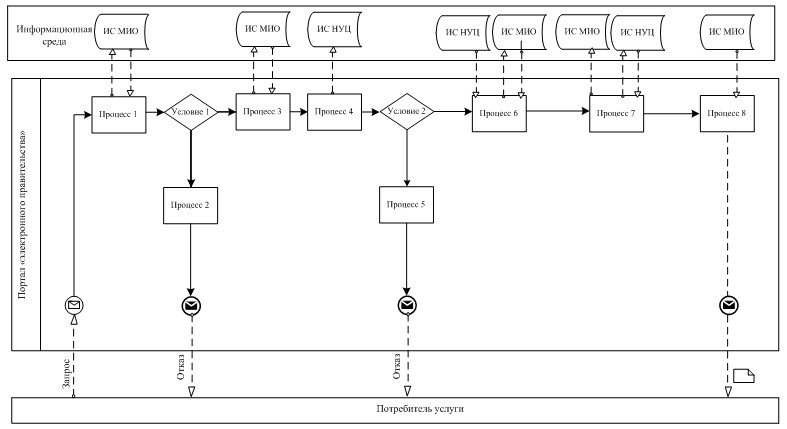 Информационная
среда
ИС МИО
ИС МИО
ИС НУЦ
ИС НУЦ
ИС МИО
ИС МИО
ИС НУЦ
ИС МИО
Портал «электронного правительства»
Процесс 1
Условие 1
Процесс 3
Процесс 4
Условие 2
Процесс 6
Процесс 7
Процесс 8
Процесс 2
Процесс 5
Запрос
Отказ
Отказ
Потребитель услуги